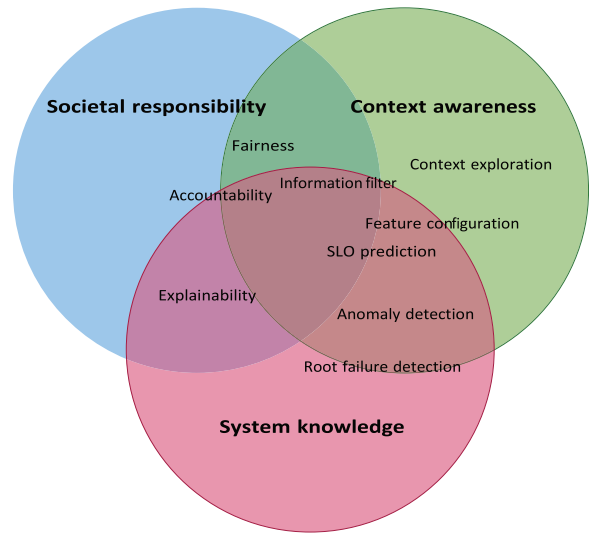 Societal responsibility
Context awareness
Fairness
Context exploration
Information filter
Accountability
Feature configuration
SLO prediction
Explainability
Anomaly detection
Root failure detection
System knowledge